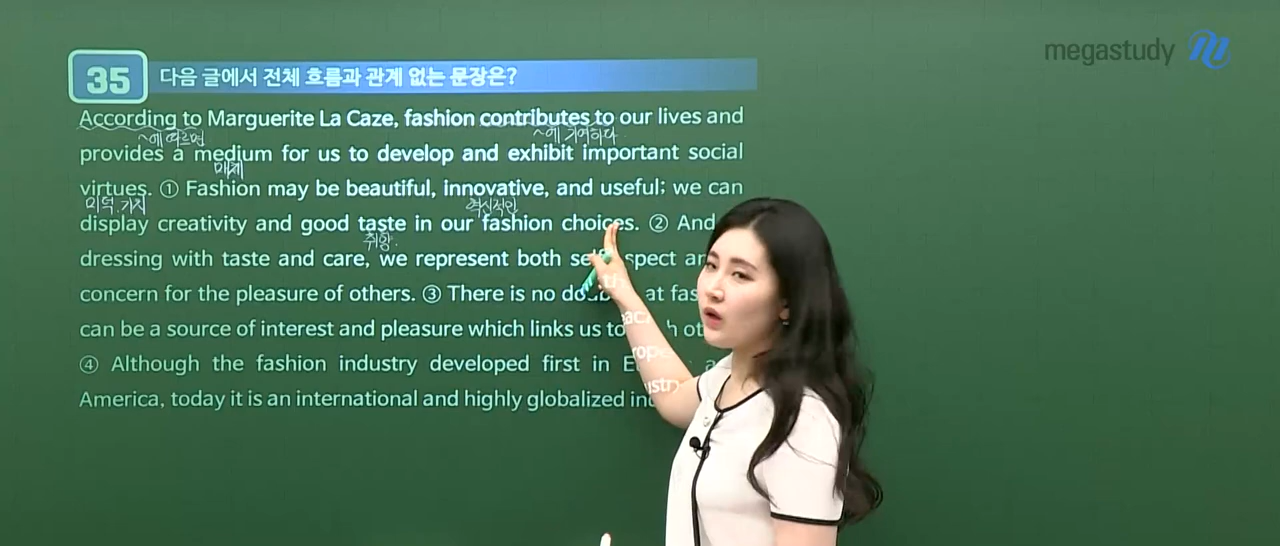 megastudy
35 다음 글에서 전체 흐름과 관계 없는 문장은?
According to Marguerite La Caze, fashion contributes to our lives and
~에 따르면 ~에 기여하다
provides a medium for us to develop and exhibit important social
매체
virtues. ① Fashion may be beautiful, innovative, and useful; we can
미덕.가치 혁신적인
display creativity and good taste in our fashion choices. ② And
취향.
dressing with taste and care, we represent both
concern for the pleasure of others. ③ There is no
can be a source of interest and pleasure which links us to
④ Although the fashion industry developed first in
America, today it is an international and highly globalized